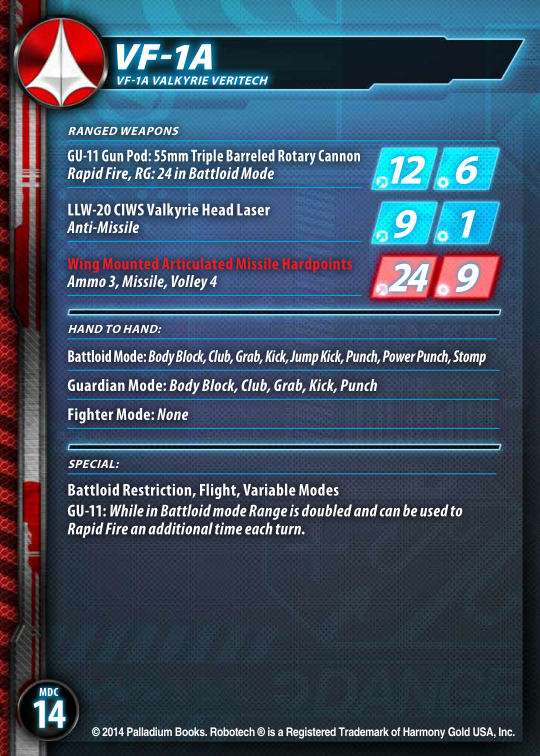 VF-1A
VF-1A VALKYRIE VERITECH
RANGED WEAPONS
GU-11 Gun Pod: 55mm Triple Barreled Rotary Cannon
Rapid Fire, RG: 24 in Battloid Mode
12 6
LLW-20 CIWS Valkyrie Head Laser
Anti-Missile
9 1
Wing Mounted Articulated Missile Hardpoints
Ammo 3, Missile, Volley 4
24 9
HAND TO HAND:
Battloid Mode: Body Block, Club, Grab, Kick, Jump Kick, Punch, Power Punch, Stomp
Guardian Mode: Body Block, Club, Grab, Kick, Punch
Fighter Mode: None
SPECIAL:
Battloid Restriction, Flight, Variable Modes
GU-11: While in Battloid mode Range is doubled and can be used to
Rapid Fire an additional time each turn.
MDC
14
© 2014 Palladium Books. Robotech ® is a Registered Trademark of Harmony Gold USA, Inc.